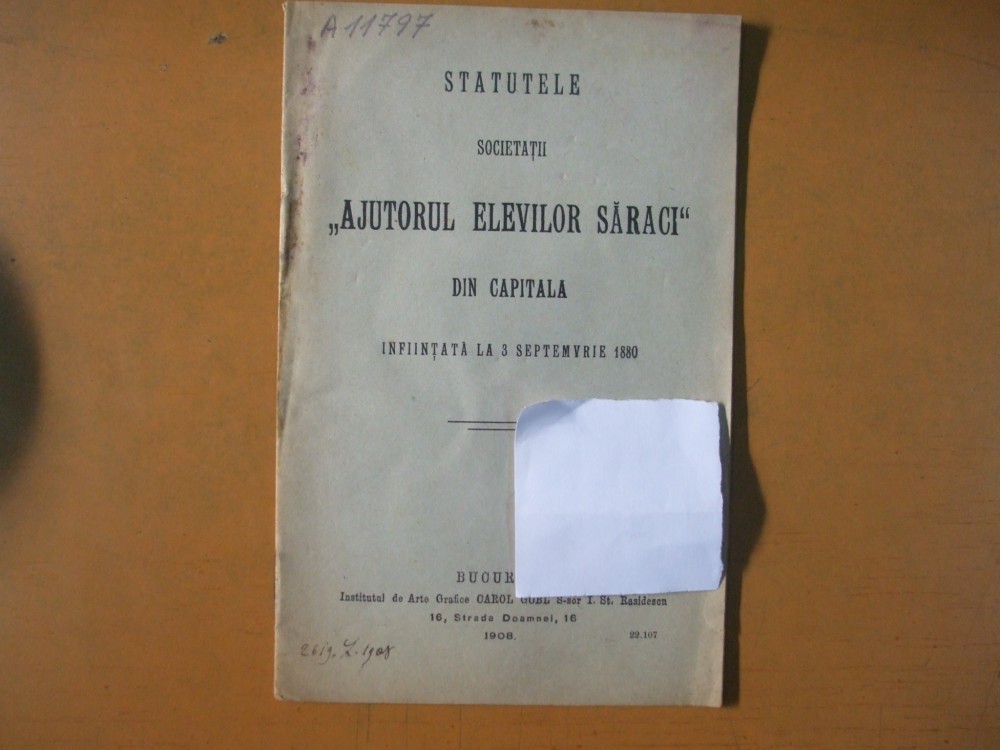 A 11797
STATUTELE
SOCIETAȚII
„AJUTORUL ELEVILOR SĂRACI“
DIN CAPITALA
INFIINȚATĂ LA 3 SEPTEMVRIE 1880
BUCUR
Institutul de Arte Grafice CAROL GÖBL S-sor I. St. Rasidescu
16, Strada Doamnei, 16
1908.
22.107